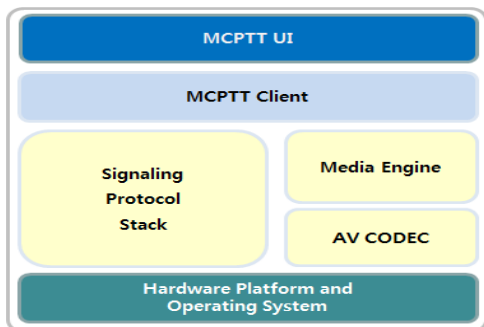 MCPTT UI
MCPTT Client
Signaling
Protocol
Stack
Media Engine
AV CODEC
Hardware Platform and
Operating System